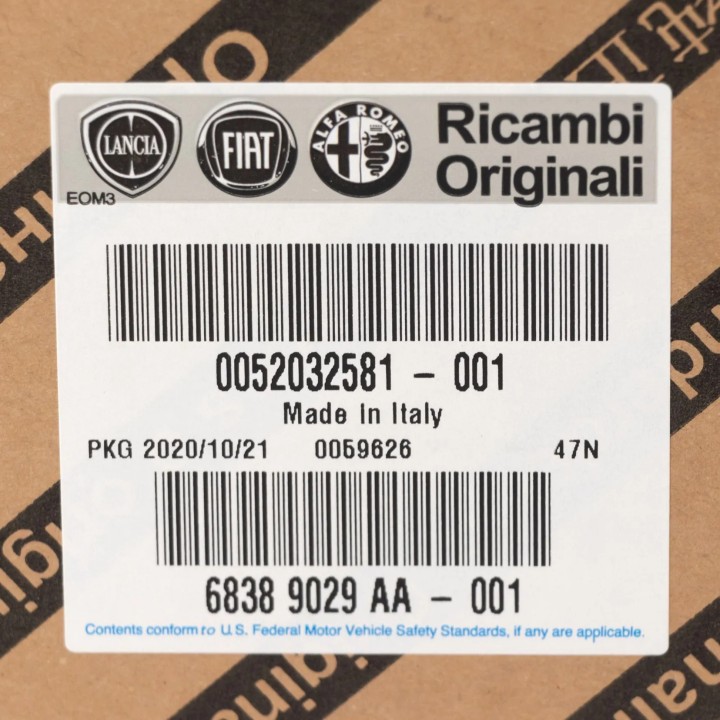 LANCIA FIAT ALFA ROMEO
Ricambi
Originali
EOM3
0052032581 - 001
Made In Italy
PKG 2020/10/21 0059626 47N
6838 9029 AA - 001
Contents conform to U.S. Federal Motor Vehicle Safety Standards, if any are applicable.